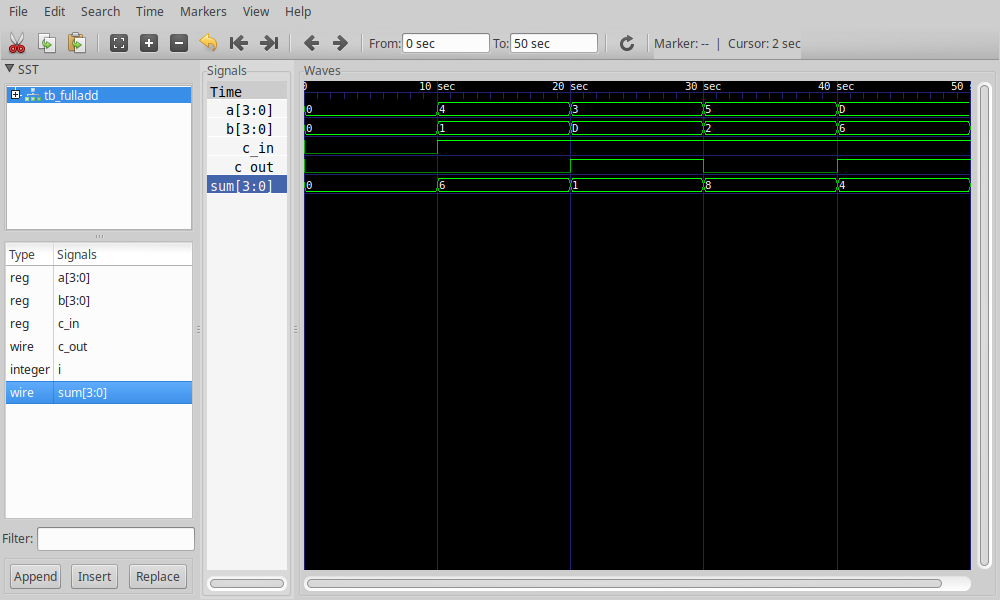 File Edit Search Time Markers View Help
From: 0 sec To: 50 sec Marker: -- | Cursor: 2 sec
SST
tb_fulladd
Type Signals
reg a[3:0]
reg b[3:0]
reg c_in
wire c_out
integer i
wire sum[3:0]
Filter:
Append Insert Replace
Signals
Time
a[3:0]
b[3:0]
c_in
c_out
sum[3:0]
Waves
10 sec 20 sec 30 sec 40 sec 50
0 4 3 5 D
0 1 D 2 6
0 6 1 8 4